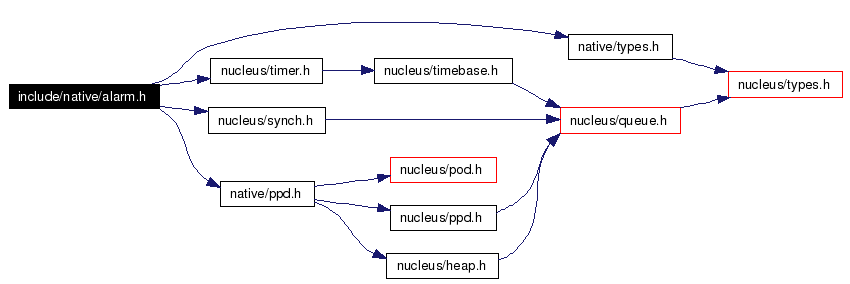 native/types.h
nucleus/timer.h
nucleus/timebase.h
nucleus/types.h
include/native/alarm.h
nucleus/synch.h
nucleus/queue.h
nucleus/pod.h
native/ppd.h
nucleus/ppd.h
nucleus/heap.h